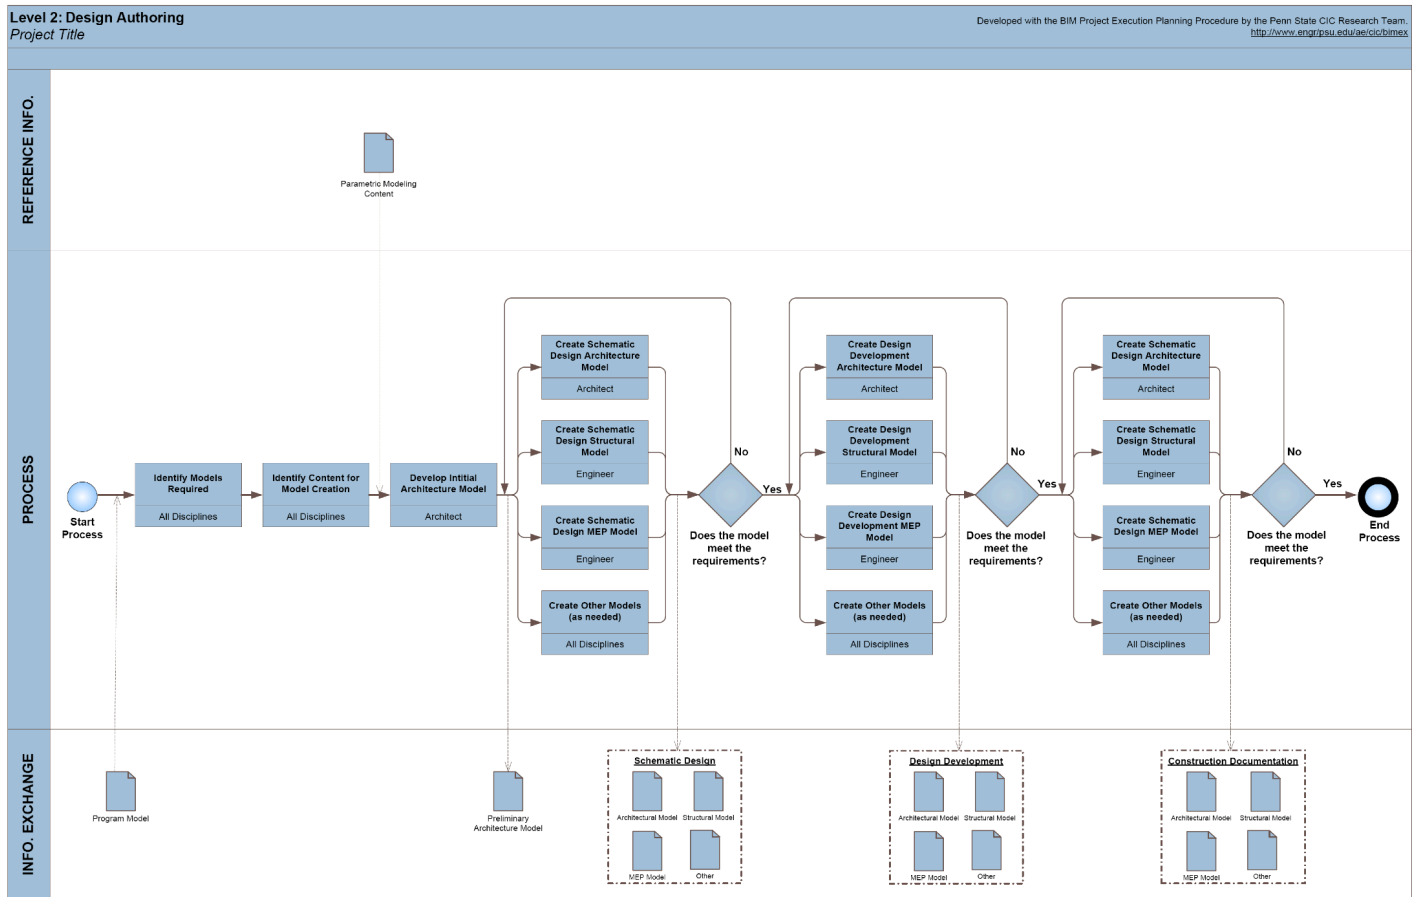 Level 2: Design Authoring
Project Title
Developed with the BIM Project Execution Planning Procedure by the Penn State CIC Research Team.
http://www.engr/psu.edu/ae/cic/bimex
REFERENCE INFO.
Parametric Modeling
Content
PROCESS
Start
Process
Identify Models
Required
All Disciplines
Identify Content for
Model Creation
All Disciplines
Develop Intitial
Architecture Model
Architect
Create Schematic
Design Architecture
Model
Architect
Create Schematic
Design Structural
Model
Engineer
Create Schematic
Design MEP Model
Engineer
Create Other Models
(as needed)
All Disciplines
No
Yes
Does the model
meet the
requirements?
Create Design
Development
Architecture Model
Architect
Create Design
Development
Structural Model
Engineer
Create Design
Development MEP
Model
Engineer
Create Other Models
(as needed)
All Disciplines
No
Yes
Does the model
meet the
requirements?
Create Schematic
Design Architecture
Model
Architect
Create Schematic
Design Structural
Model
Engineer
Create Schematic
Design MEP Model
Engineer
Create Other Models
(as needed)
All Disciplines
No
Yes
Does the model
meet the
requirements?
End
Process
INFO. EXCHANGE
Program Model
Preliminary
Architecture Model
Schematic Design
Architectural Model
Structural Model
MEP Model
Other
Design Development
Architectural Model
Structural Model
MEP Model
Other
Construction Documentation
Architectural Model
Structural Model
MEP Model
Other